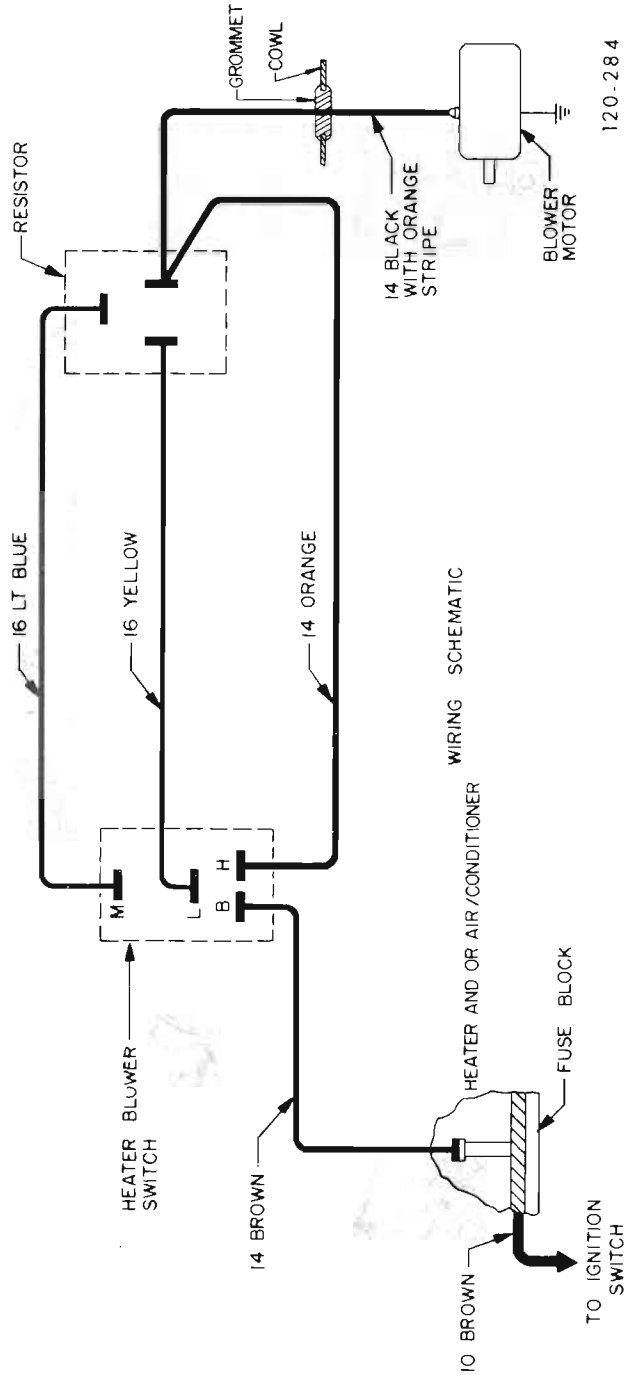 RESISTOR
16 LT BLUE
GROMMET
COWL
16 YELLOW
HEATER BLOWER
SWITCH
M
L
B
H
14 BLACK
WITH ORANGE
STRIPE
14 ORANGE
14 BROWN
BLOWER
MOTOR
HEATER AND OR AIR/CONDITIONER
WIRING SCHEMATIC
FUSE BLOCK
10 BROWN
TO IGNITION
SWITCH
120-284